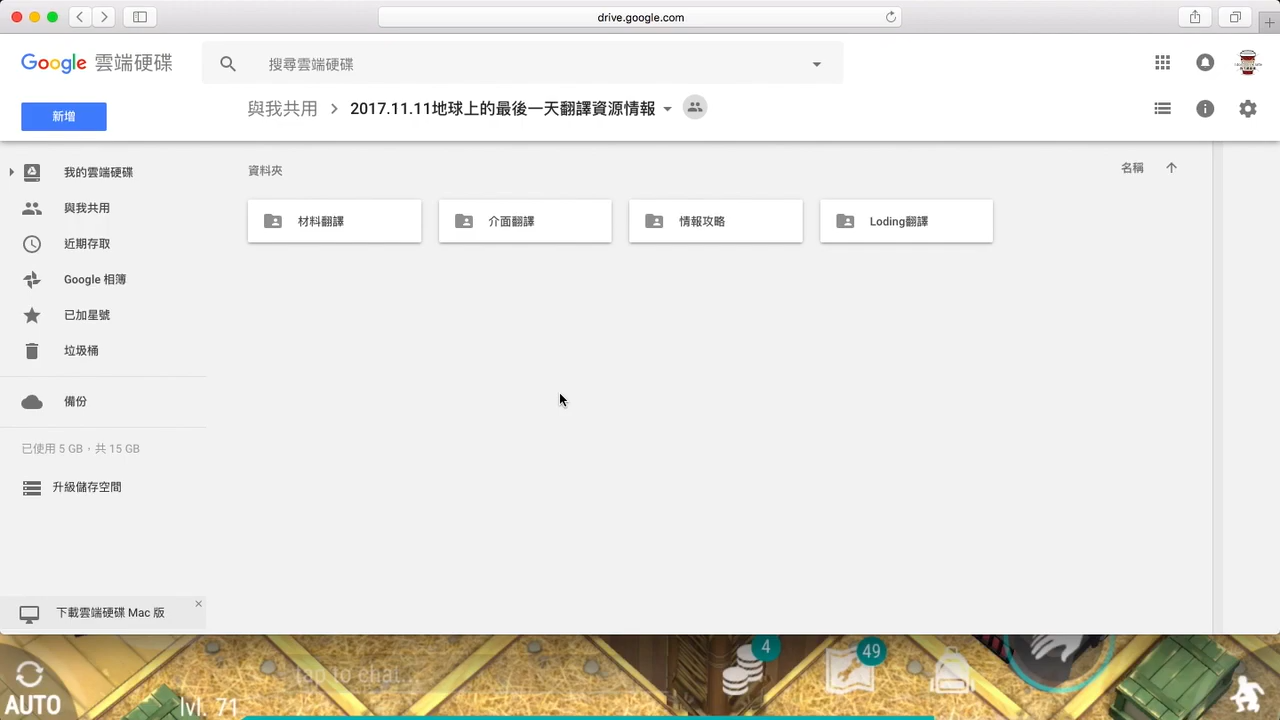 drive.google.com
Google 雲端硬碟
搜尋雲端硬碟
新增
與我共用 > 2017.11.11地球上的最後一天翻譯資源情報
我的雲端硬碟
與我共用
近期存取
Google 相簿
已加星號
垃圾桶
備份
已使用 5 GB，共 15 GB
升級儲存空間
下載雲端硬碟 Mac 版
資料夾
名稱
材料翻譯
介面翻譯
情報攻略
Loding翻譯
AUTO
tap to chat...
lvl. 71
4
49